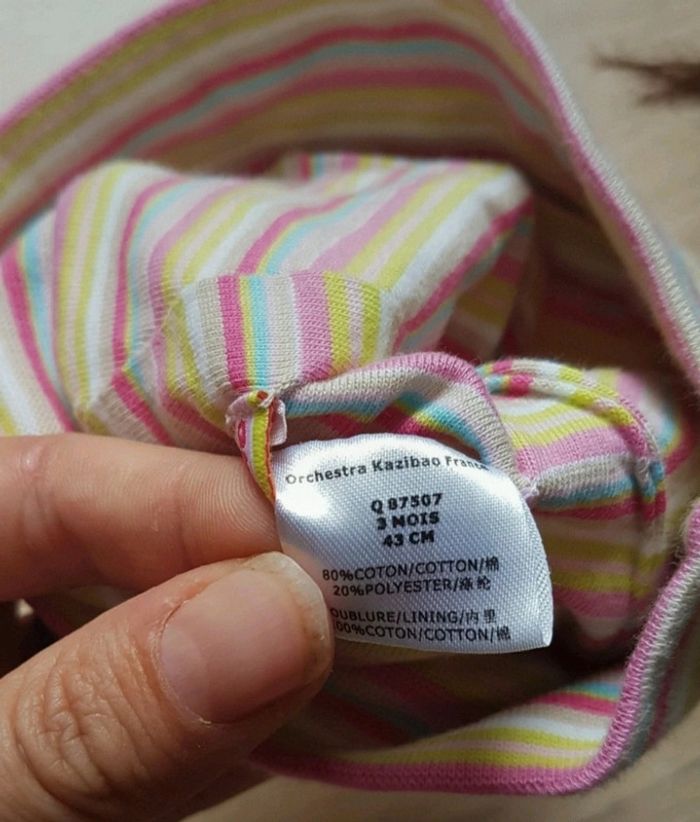 Orchestra Kazibao France
Q 87507
3 MOIS
43 CM
80%COTON/COTTON/棉
20%POLYESTER/涤纶
OUBLURE/LINING/内里
00%COTON/COTTON/棉